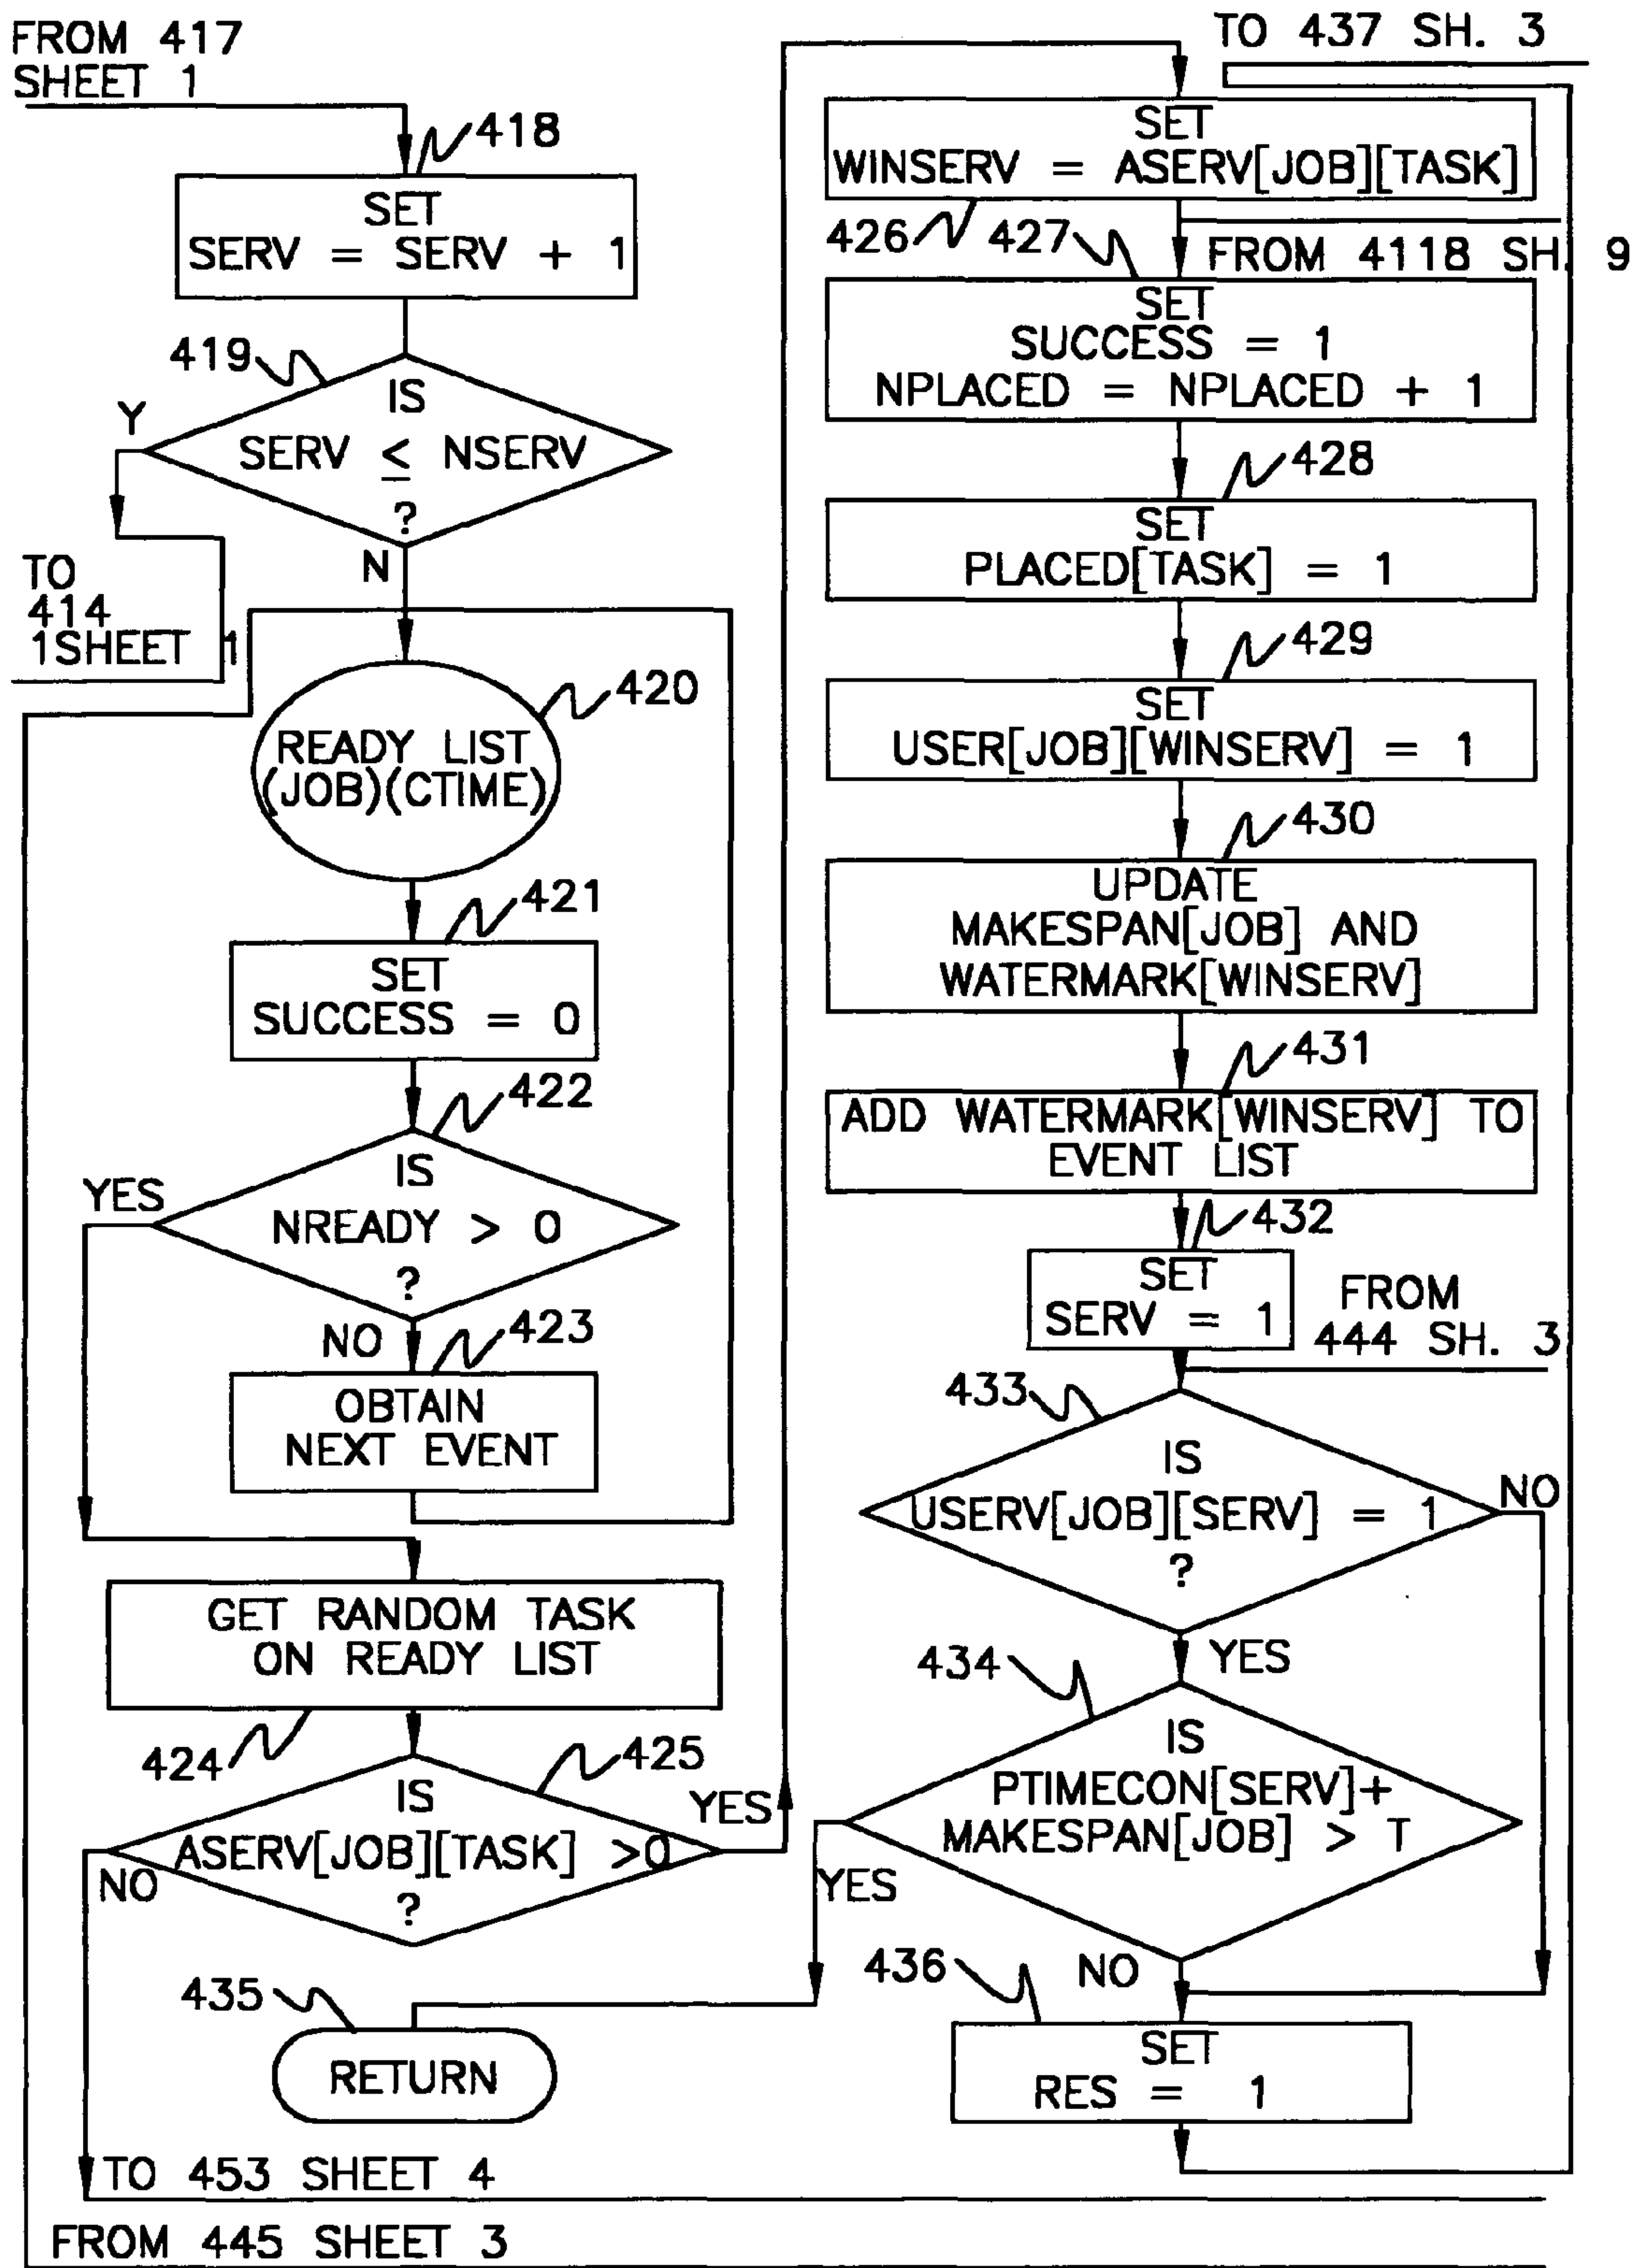 FROM 417
SHEET 1
418
SET
SERV = SERV + 1
419
IS
SERV ≤ NSERV
?
Y
N
TO
414
1SHEET 1
420
READY LIST
(JOB)(CTIME)
421
SET
SUCCESS = 0
422
IS
NREADY > 0
?
YES
NO
423
OBTAIN
NEXT EVENT
GET RANDOM TASK
ON READY LIST
424
425
IS
ASERV[JOB][TASK] >0
?
YES
NO
435
RETURN
TO 453 SHEET 4
FROM 445 SHEET 3
TO 437 SH. 3
SET
WINSERV = ASERV[JOB][TASK]
426
427
FROM 4118 SH. 9
SET
SUCCESS = 1
NPLACED = NPLACED + 1
428
SET
PLACED[TASK] = 1
429
SET
USER[JOB][WINSERV] = 1
430
UPDATE
MAKESPAN[JOB] AND
WATERMARK[WINSERV]
431
ADD WATERMARK[WINSERV] TO
EVENT LIST
432
SET
SERV = 1
FROM
444 SH. 3
433
IS
USERV[JOB][SERV] = 1
?
NO
YES
434
IS
PTIMECON[SERV]+
MAKESPAN[JOB] > T
YES
NO
436
SET
RES = 1